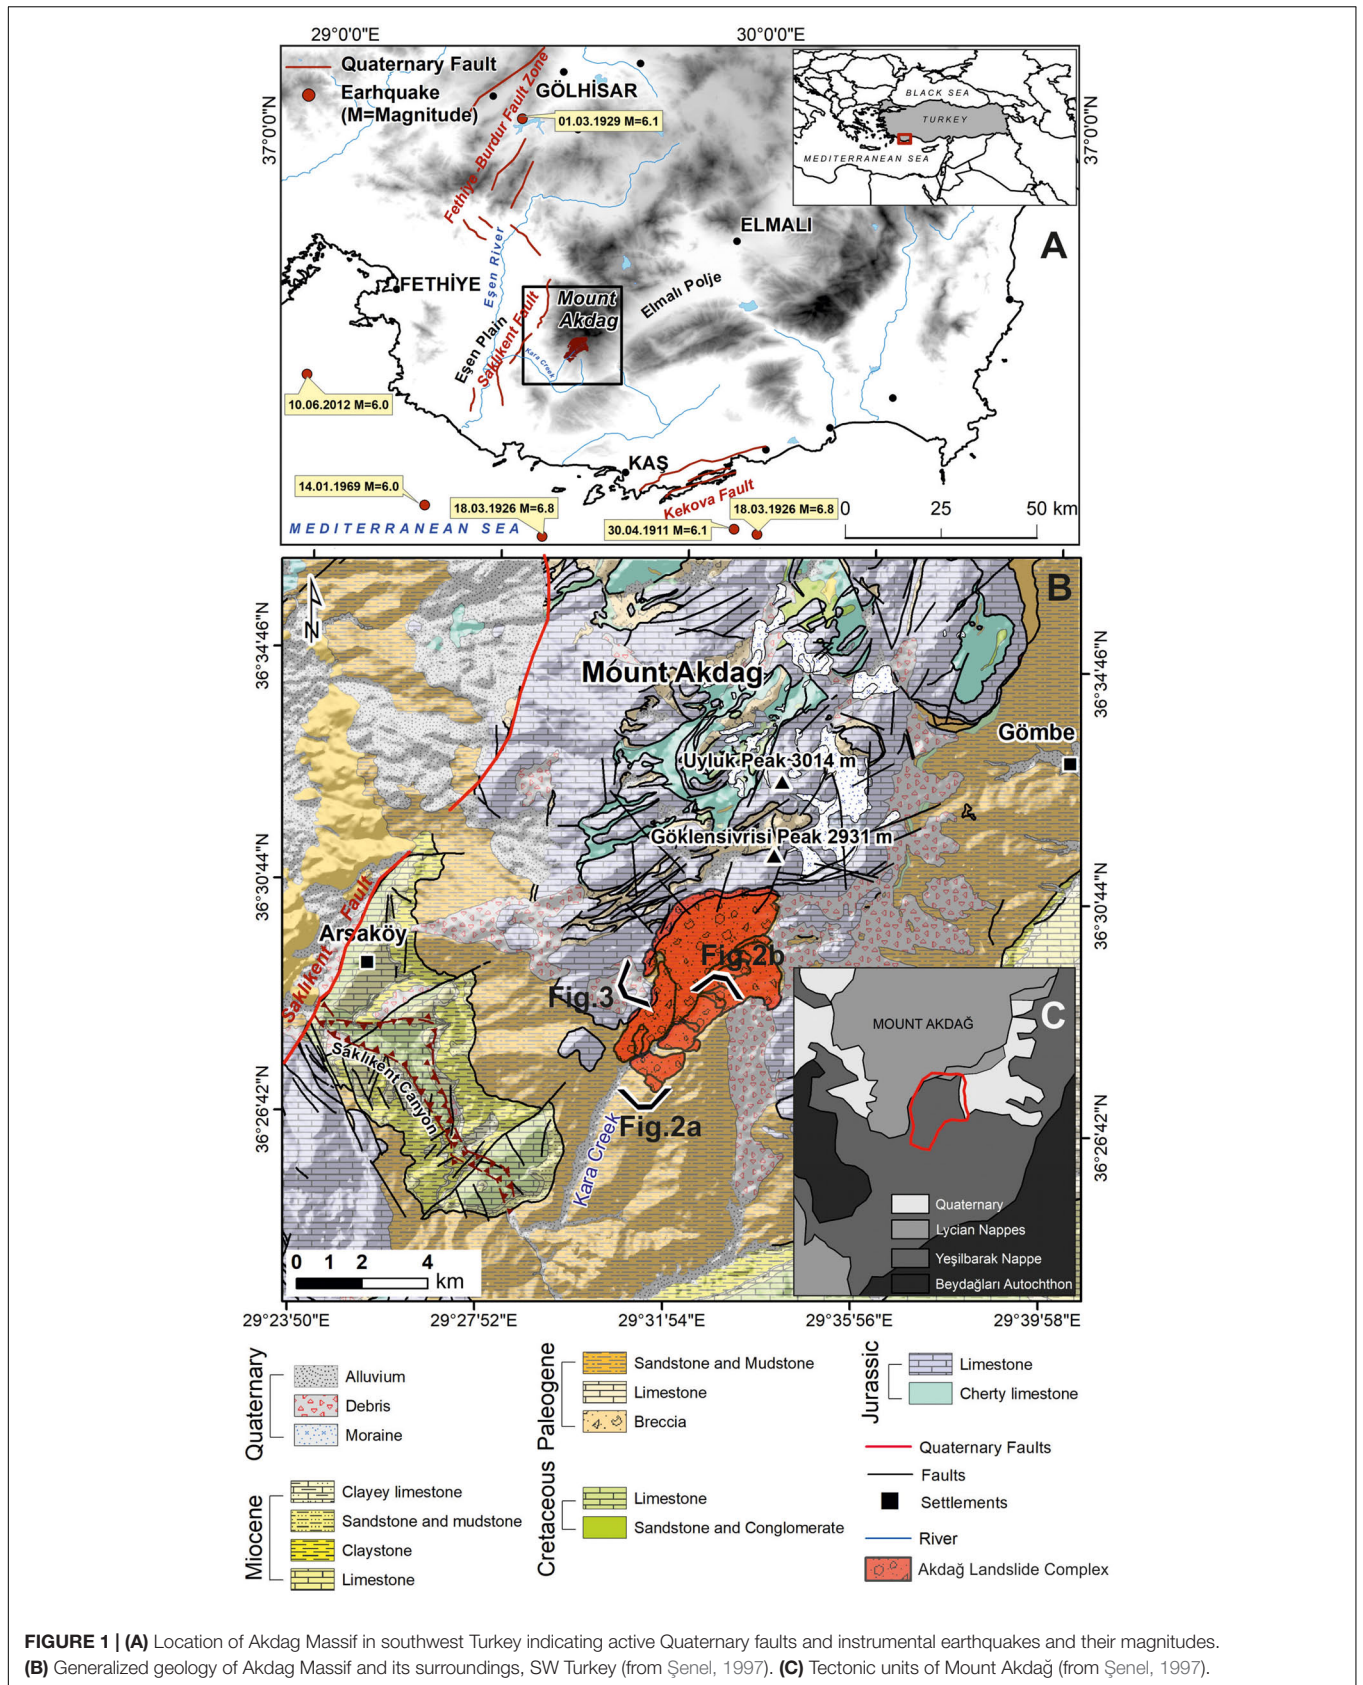 29°0'0"E
30°0'0"E
37°0'0"N
37°0'0"N
Quaternary Fault
Earhquake
(M=Magnitude)
GÖLHİSAR
01.03.1929 M=6.1
Fethiye-Burdur Fault Zone
BLACK SEA
TURKEY
MEDITERRANEAN SEA
ELMALI
A
Eşen River
FETHİYE
Mount
Akdag
Elmalı Polje
Eşen Plain
Saklıkent Fault
Kara Creek
10.06.2012 M=6.0
KAŞ
14.01.1969 M=6.0
18.03.1926 M=6.8
Kekova Fault
30.04.1911 M=6.1
18.03.1926 M=6.8
0 25 50 km
MEDITERRANEAN SEA
B
N
36°34'46"N
36°34'46"N
Mount Akdag
Gömbe
Uyluk Peak 3014 m
Göklensivrisi Peak 2931 m
36°30'44"N
36°30'44"N
Saklıkent Fault
Arsaköy
Fig.2b
Fig.3
Saklıkent Canyon
Fig.2a
Kara Creek
36°26'42"N
36°26'42"N
C
MOUNT AKDAĞ
Quaternary
Lycian Nappes
Yeşilbarak Nappe
Beydağları Autochthon
0 1 2 4
km
29°23'50"E
29°27'52"E
29°31'54"E
29°35'56"E
29°39'58"E
Quaternary
Alluvium
Debris
Moraine
Miocene
Clayey limestone
Sandstone and mudstone
Claystone
Limestone
Paleogene
Sandstone and Mudstone
Limestone
Breccia
Cretaceous
Limestone
Sandstone and Conglomerate
Jurassic
Limestone
Cherty limestone
Quaternary Faults
Faults
Settlements
River
Akdağ Landslide Complex
FIGURE 1 | (A) Location of Akdag Massif in southwest Turkey indicating active Quaternary faults and instrumental earthquakes and their magnitudes.
(B) Generalized geology of Akdag Massif and its surroundings, SW Turkey (from Şenel, 1997). (C) Tectonic units of Mount Akdağ (from Şenel, 1997).